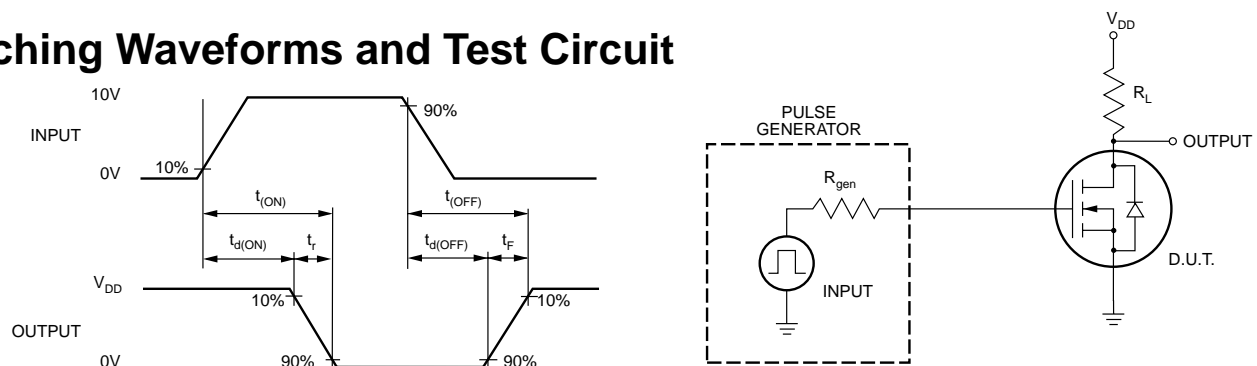 ching Waveforms and Test Circuit
10V
INPUT
0V
10%
90%
t(ON)
t(OFF)
td(ON)
tr
td(OFF)
tF
VDD
OUTPUT
0V
10%
10%
90%
90%
PULSE
GENERATOR
Rgen
INPUT
VDD
RL
OUTPUT
D.U.T.